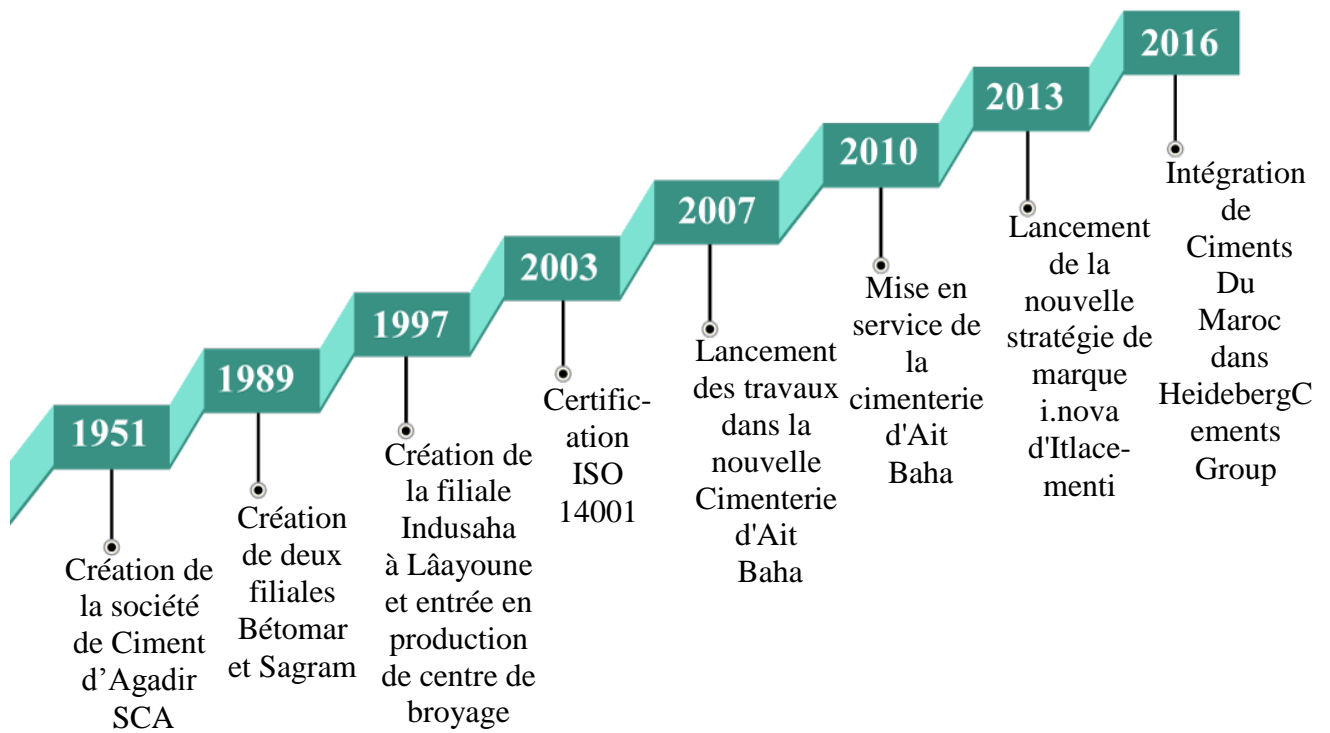 1951
Création de
la société
de Ciment
d’Agadir
SCA
1989
Création
de deux
filiales
Bétomar
et Sagram
1997
Création de
la filiale
Indusaha
à Lâayoune
et entrée en
production
de centre de
broyage
2003
Certific-
ation
ISO
14001
2007
Lancement
des travaux
dans la
nouvelle
Cimenterie
d'Ait
Baha
2010
Mise en
service de
la
cimenterie
d'Ait
Baha
2013
Lancement
de la
nouvelle
stratégie de
marque
i.nova
d'Itlace-
menti
2016
Intégration
de
Ciments
Du
Maroc
dans
HeidebergC
ements
Group